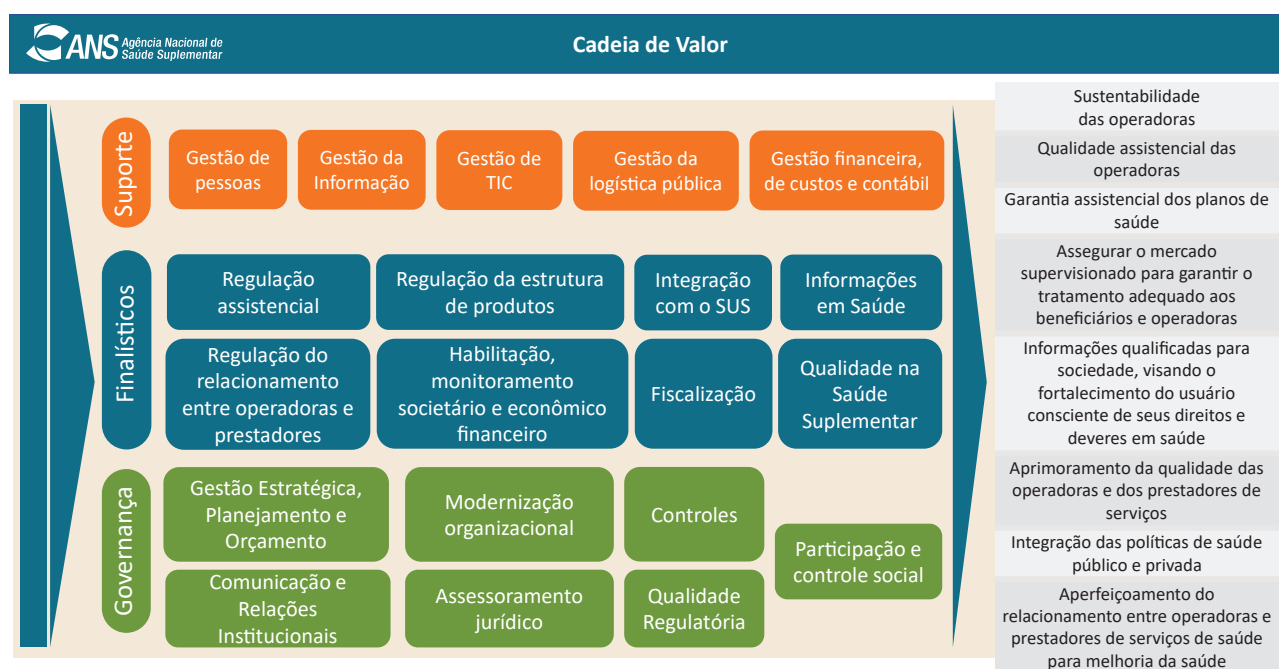 ANS Agência Nacional de
Saúde Suplementar
Cadeia de Valor
Suporte
Gestão de
pessoas
Gestão da
Informação
Gestão de
TIC
Gestão da
logística pública
Gestão financeira,
de custos e contábil
Finalísticos
Regulação
assistencial
Regulação da estrutura
de produtos
Integração
com o SUS
Informações
em Saúde
Regulação do
relacionamento
entre operadoras e
prestadores
Habilitação,
monitoramento
societário e econômico
financeiro
Fiscalização
Qualidade na
Saúde
Suplementar
Governança
Gestão Estratégica,
Planejamento e
Orçamento
Modernização
organizacional
Controles
Participação e
controle social
Comunicação e
Relações
Institucionais
Assessoramento
jurídico
Qualidade
Regulatória
Sustentabilidade
das operadoras
Qualidade assistencial das
operadoras
Garantia assistencial dos planos de
saúde
Assegurar o mercado
supervisionado para garantir o
tratamento adequado aos
beneficiários e operadoras
Informações qualificadas para
sociedade, visando o
fortalecimento do usuário
consciente de seus direitos e
deveres em saúde
Aprimoramento da qualidade das
operadoras e dos prestadores de
serviços
Integração das políticas de saúde
público e privada
Aperfeiçoamento do
relacionamento entre operadoras e
prestadores de serviços de saúde
para melhoria da saúde